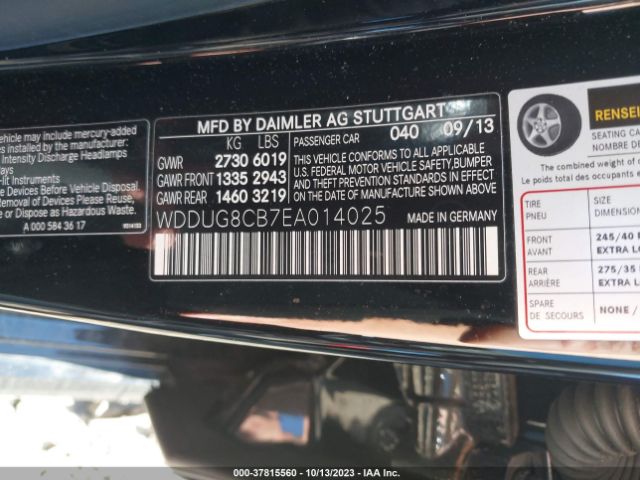 vehicle may include mercury-added
installed by the manufacturer:
Intensity Discharge Headlamps
-lit Instruments
Devices Before Vehicle Disposal.
Removal of Devices Please Reuse,
or Dispose as Hazardous Waste.
A 000 584 36 17
MFD BY DAIMLER AG STUTTGART
KG LBS
GVWR 2730 6019
GAWR FRONT 1335 2943
GAWR REAR 1460 3219
PASSENGER CAR 040 09/13
THIS VEHICLE CONFORMS TO ALL APPLICABLE
U.S. FEDERAL MOTOR VEHICLE SAFETY, BUMPER
AND THEFT PREVENTION STANDARDS IN EFFECT
ON THE DATE OF MANUFACTURE SHOWN ABOVE.
WDDUG8CB7EA014025 MADE IN GERMANY
RENSEI
SEATING CA
NOMBRE DE
The combined weight of
Le poids total des occupants e
TIRE SIZE
PNEU DIMENSION
FRONT 245/40
AVANT EXTRA LO
REAR 275/35
ARRIÈRE EXTRA L
SPARE NONE /
DE SECOURS
000-37815560 - 10/13/2023 - IAA Inc.